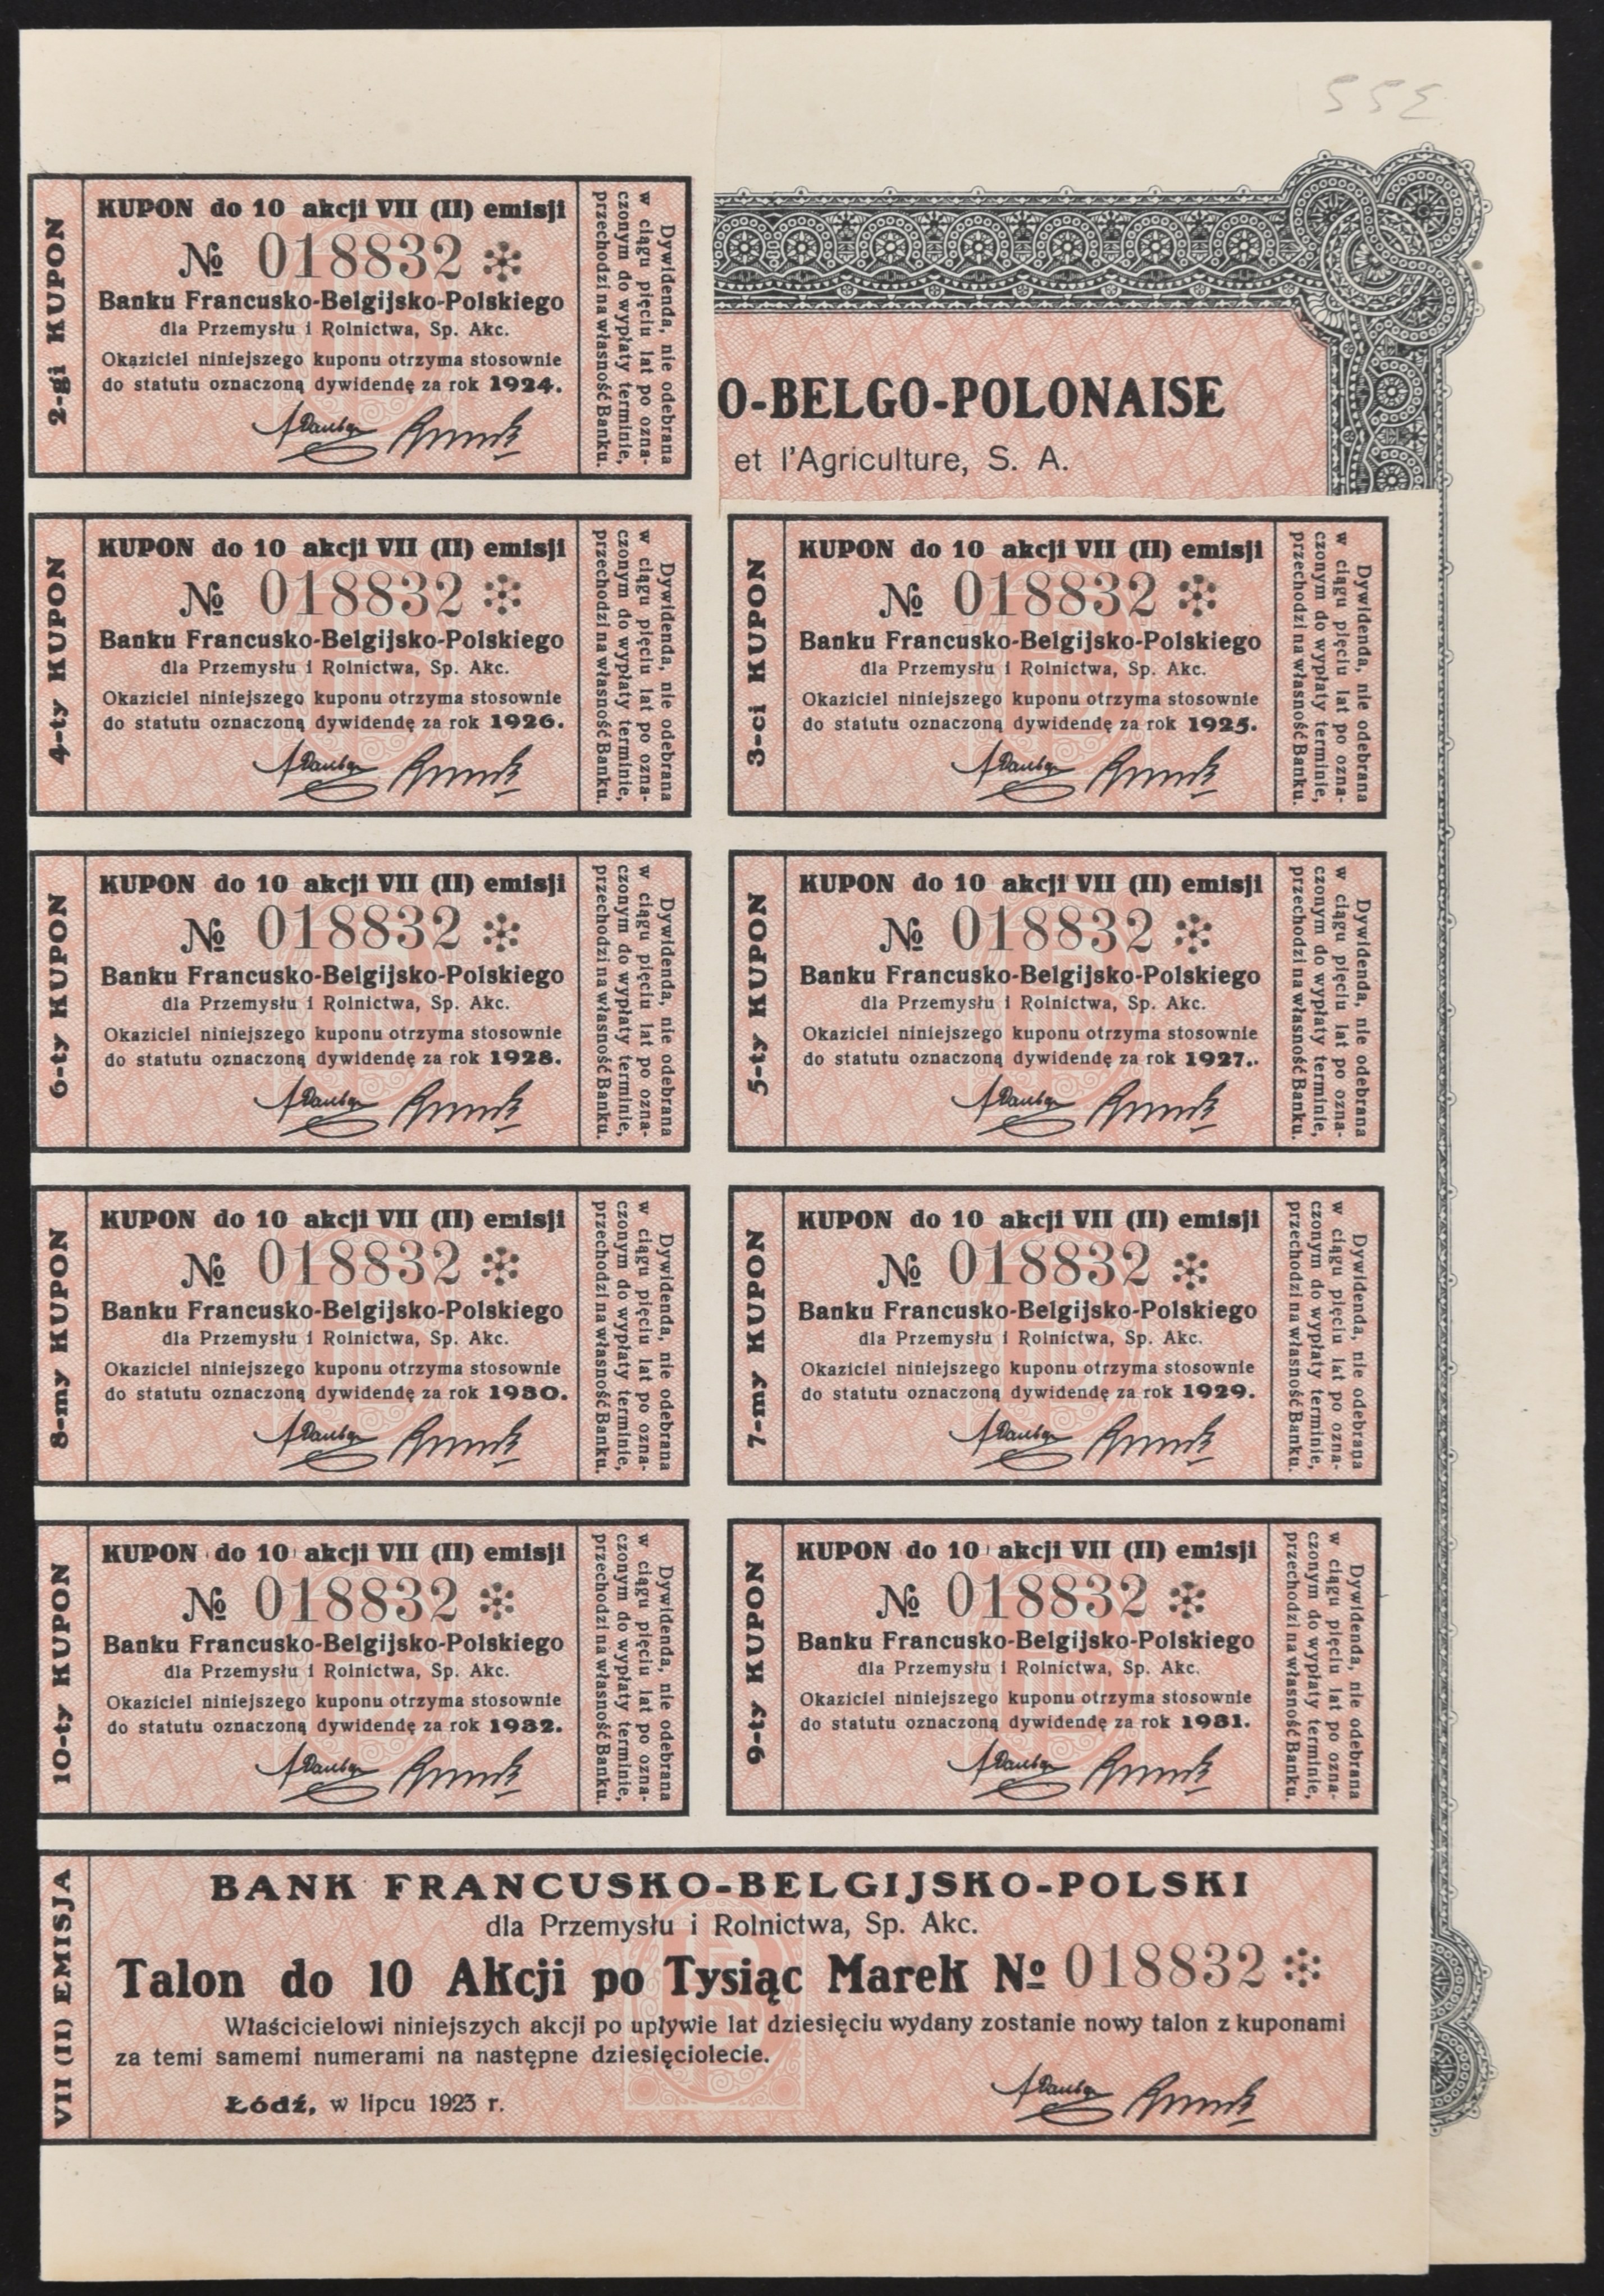 355
2-gi KUPON
KUPON do 10 akcji VII (II) emisji
№ 018832
Banku Francusko-Belgijsko-Polskiego
dla Przemysłu i Rolnictwa, Sp. Akc.
Okaziciel niniejszego kuponu otrzyma stosownie
do statutu oznaczoną dywidendę za rok 1924.
Dywidenda, nie odebrana
w ciągu pięciu lat po ozna-
czonym do wypłaty terminie,
przechodzi na własność Banku.
O-BELGO-POLONAISE
et l'Agriculture, S. A.
4-ty KUPON
KUPON do 10 akcji VII (II) emisji
№ 018832
Banku Francusko-Belgijsko-Polskiego
dla Przemysłu i Rolnictwa, Sp. Akc.
Okaziciel niniejszego kuponu otrzyma stosownie
do statutu oznaczoną dywidendę za rok 1926.
Dywidenda, nie odebrana
w ciągu pięciu lat po ozna-
czonym do wypłaty terminie,
przechodzi na własność Banku.
3-ci KUPON
KUPON do 10 akcji VII (II) emisji
№ 018832
Banku Francusko-Belgijsko-Polskiego
dla Przemysłu i Rolnictwa, Sp. Akc.
Okaziciel niniejszego kuponu otrzyma stosownie
do statutu oznaczoną dywidendę za rok 1925.
Dywidenda, nie odebrana
w ciągu pięciu lat po ozna-
czonym do wypłaty terminie,
przechodzi na własność Banku.
6-ty KUPON
KUPON do 10 akcji VII (II) emisji
№ 018832
Banku Francusko-Belgijsko-Polskiego
dla Przemysłu i Rolnictwa, Sp. Akc.
Okaziciel niniejszego kuponu otrzyma stosownie
do statutu oznaczoną dywidendę za rok 1928.
Dywidenda, nie odebrana
w ciągu pięciu lat po ozna-
czonym do wypłaty terminie,
przechodzi na własność Banku.
5-ty KUPON
KUPON do 10 akcji VII (II) emisji
№ 018832
Banku Francusko-Belgijsko-Polskiego
dla Przemysłu i Rolnictwa, Sp. Akc.
Okaziciel niniejszego kuponu otrzyma stosownie
do statutu oznaczoną dywidendę za rok 1927..
Dywidenda, nie odebrana
w ciągu pięciu lat po ozna-
czonym do wypłaty terminie,
przechodzi na własność Banku.
8-my KUPON
KUPON do 10 akcji VII (II) emisji
№ 018832
Banku Francusko-Belgijsko-Polskiego
dla Przemysłu i Rolnictwa, Sp. Akc.
Okaziciel niniejszego kuponu otrzyma stosownie
do statutu oznaczoną dywidendę za rok 1930.
Dywidenda, nie odebrana
w ciągu pięciu lat po ozna-
czonym do wypłaty terminie,
przechodzi na własność Banku.
7-my KUPON
KUPON do 10 akcji VII (II) emisji
№ 018832
Banku Francusko-Belgijsko-Polskiego
dla Przemysłu i Rolnictwa, Sp. Akc.
Okaziciel niniejszego kuponu otrzyma stosownie
do statutu oznaczoną dywidendę za rok 1929.
Dywidenda, nie odebrana
w ciągu pięciu lat po ozna-
czonym do wypłaty terminie,
przechodzi na własność Banku.
10-ty KUPON
KUPON do 10 akcji VII (II) emisji
№ 018832
Banku Francusko-Belgijsko-Polskiego
dla Przemysłu i Rolnictwa, Sp. Akc.
Okaziciel niniejszego kuponu otrzyma stosownie
do statutu oznaczoną dywidendę za rok 1932.
Dywidenda, nie odebrana
w ciągu pięciu lat po ozna-
czonym do wypłaty terminie,
przechodzi na własność Banku.
9-ty KUPON
KUPON do 10 akcji VII (II) emisji
№ 018832
Banku Francusko-Belgijsko-Polskiego
dla Przemysłu i Rolnictwa, Sp. Akc.
Okaziciel niniejszego kuponu otrzyma stosownie
do statutu oznaczoną dywidendę za rok 1931.
Dywidenda, nie odebrana
w ciągu pięciu lat po ozna-
czonym do wypłaty terminie,
przechodzi na własność Banku.
VII (II) EMISJA
BANK FRANCUSKO-BELGIJSKO-POLSKI
dla Przemysłu i Rolnictwa, Sp. Akc.
Talon do 10 Akcji po Tysiąc Marek № 018832
Właścicielowi niniejszych akcji po upływie lat dziesięciu wydany zostanie nowy talon z kuponami
za temi samemi numerami na następne dziesięciolecie.
Łódź, w lipcu 1923 r.